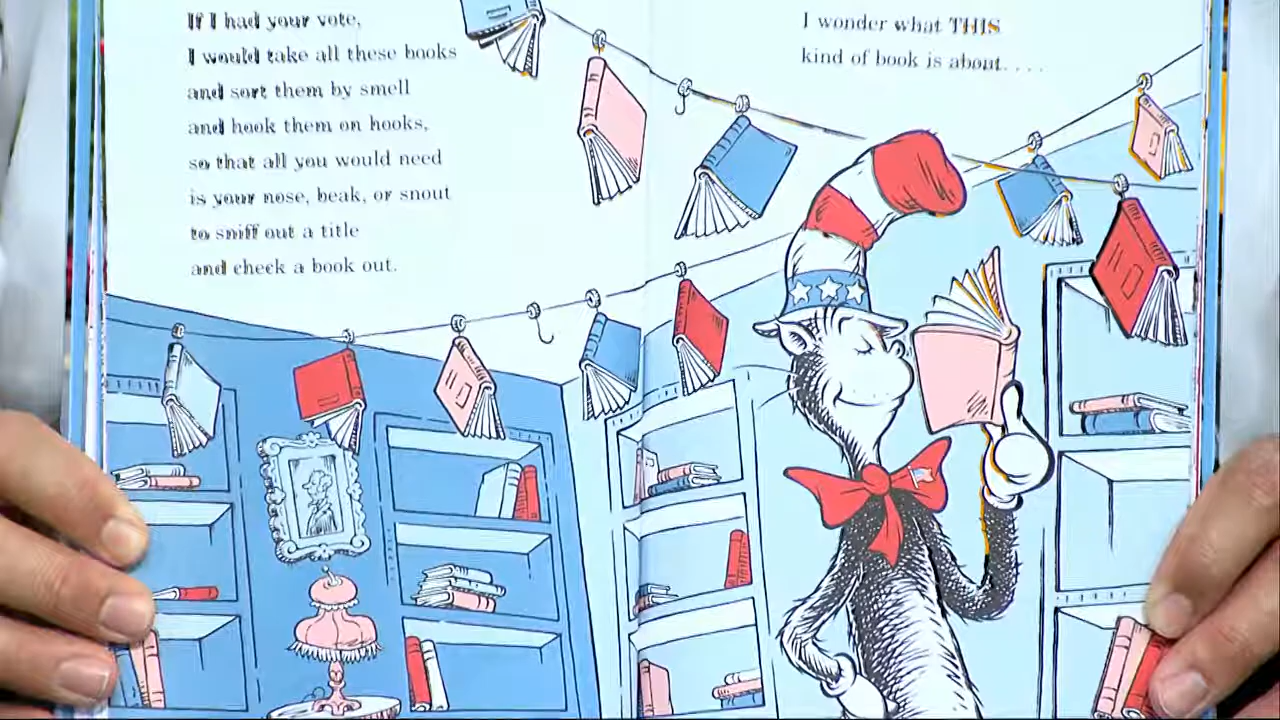 If I had your vote,
I would take all these books
and sort them by smell
and hook them on hooks,
so that all you would need
is your nose, beak, or snout
to sniff out a title
and check a book out.
I wonder what THIS
kind of book is about. . . .